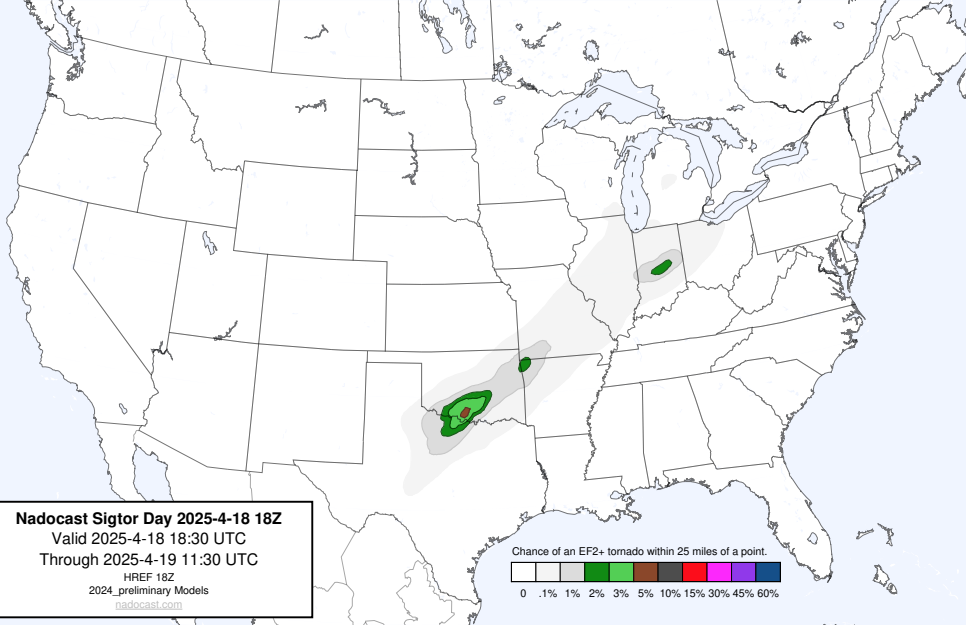 Nadocast Sigtor Day 2025-4-18 18Z
Valid 2025-4-18 18:30 UTC
Through 2025-4-19 11:30 UTC
HREF 18Z
2024_preliminary Models
nadocast.com
Chance of an EF2+ tornado within 25 miles of a point.
0 .1% 1% 2% 3% 5% 10% 15% 30% 45% 60%